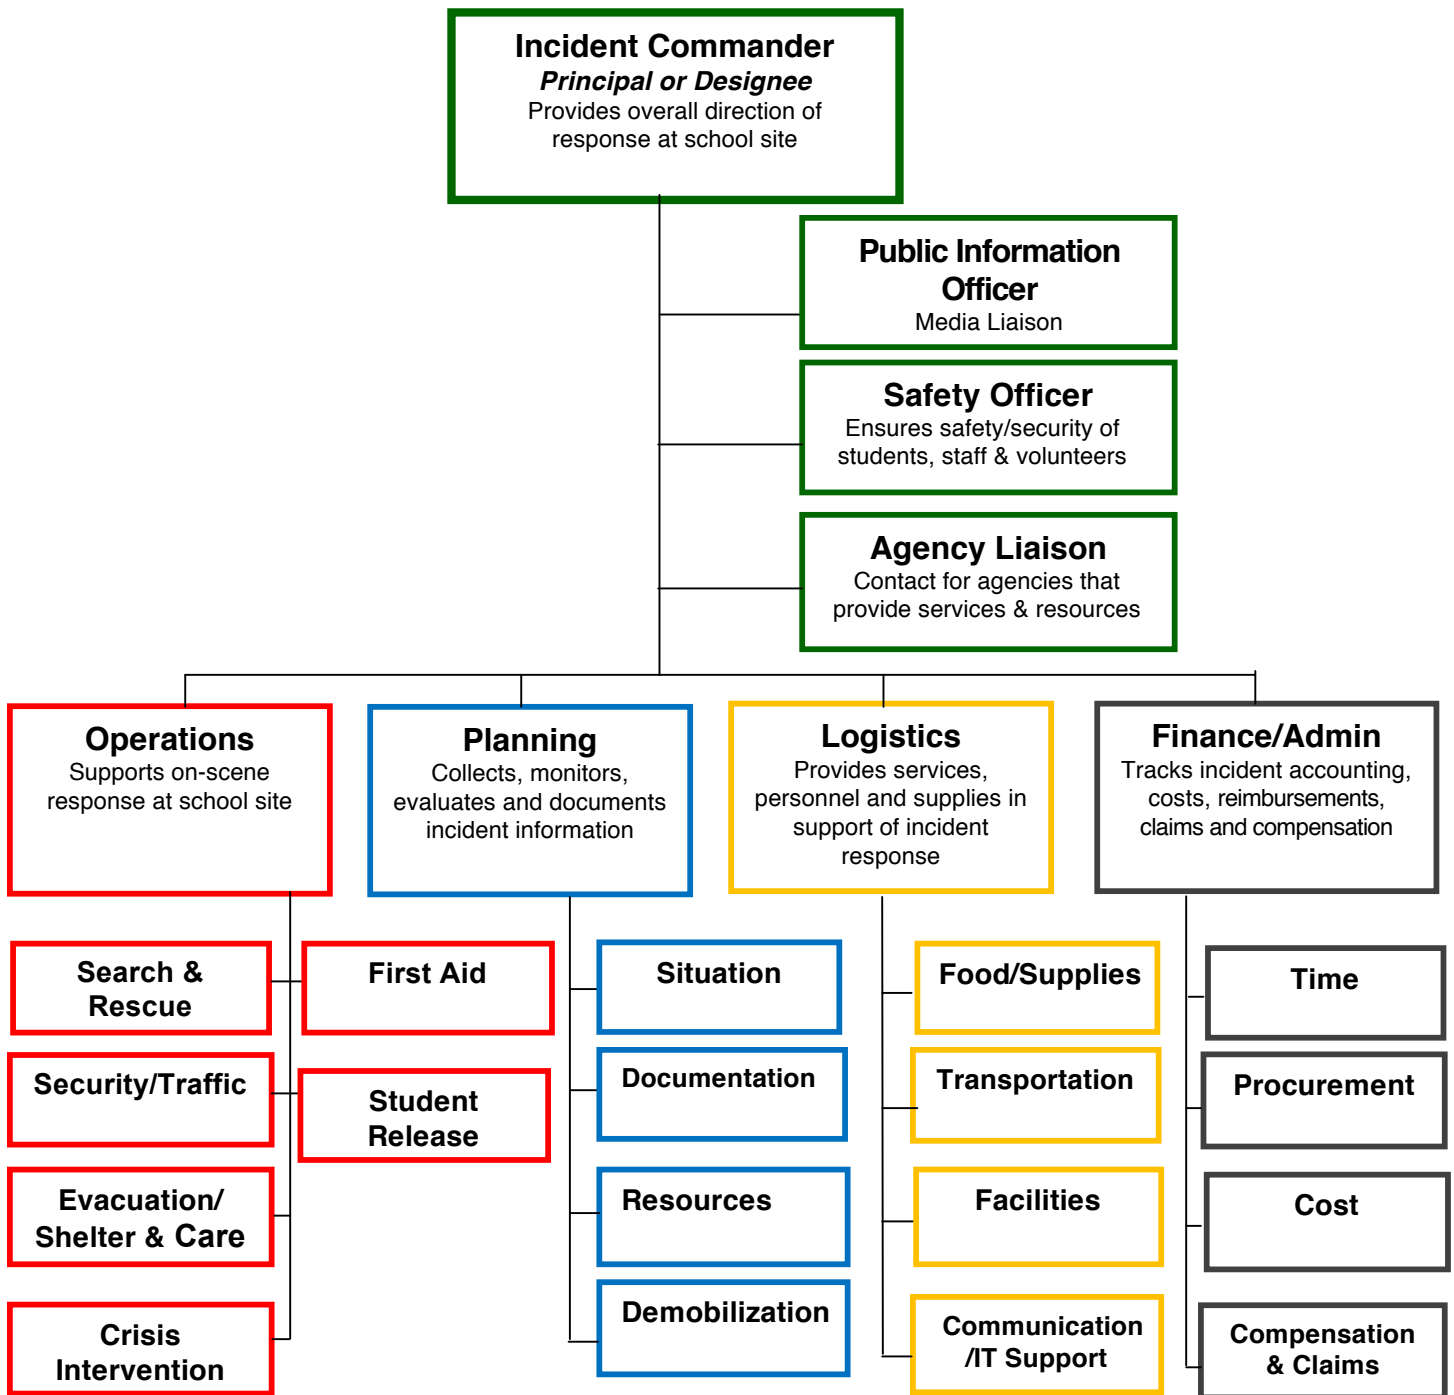 Incident Commander
Principal or Designee
Provides overall direction of
response at school site
Public Information
Officer
Media Liaison
Safety Officer
Ensures safety/security of
students, staff & volunteers
Agency Liaison
Contact for agencies that
provide services & resources
Operations
Supports on-scene
response at school site
Planning
Collects, monitors,
evaluates and documents
incident information
Logistics
Provides services,
personnel and supplies in
support of incident
response
Finance/Admin
Tracks incident accounting,
costs, reimbursements,
claims and compensation
Search &
Rescue
First Aid
Security/Traffic
Student
Release
Evacuation/
Shelter & Care
Crisis
Intervention
Situation
Documentation
Resources
Demobilization
Food/Supplies
Transportation
Facilities
Communication
/IT Support
Time
Procurement
Cost
Compensation
& Claims